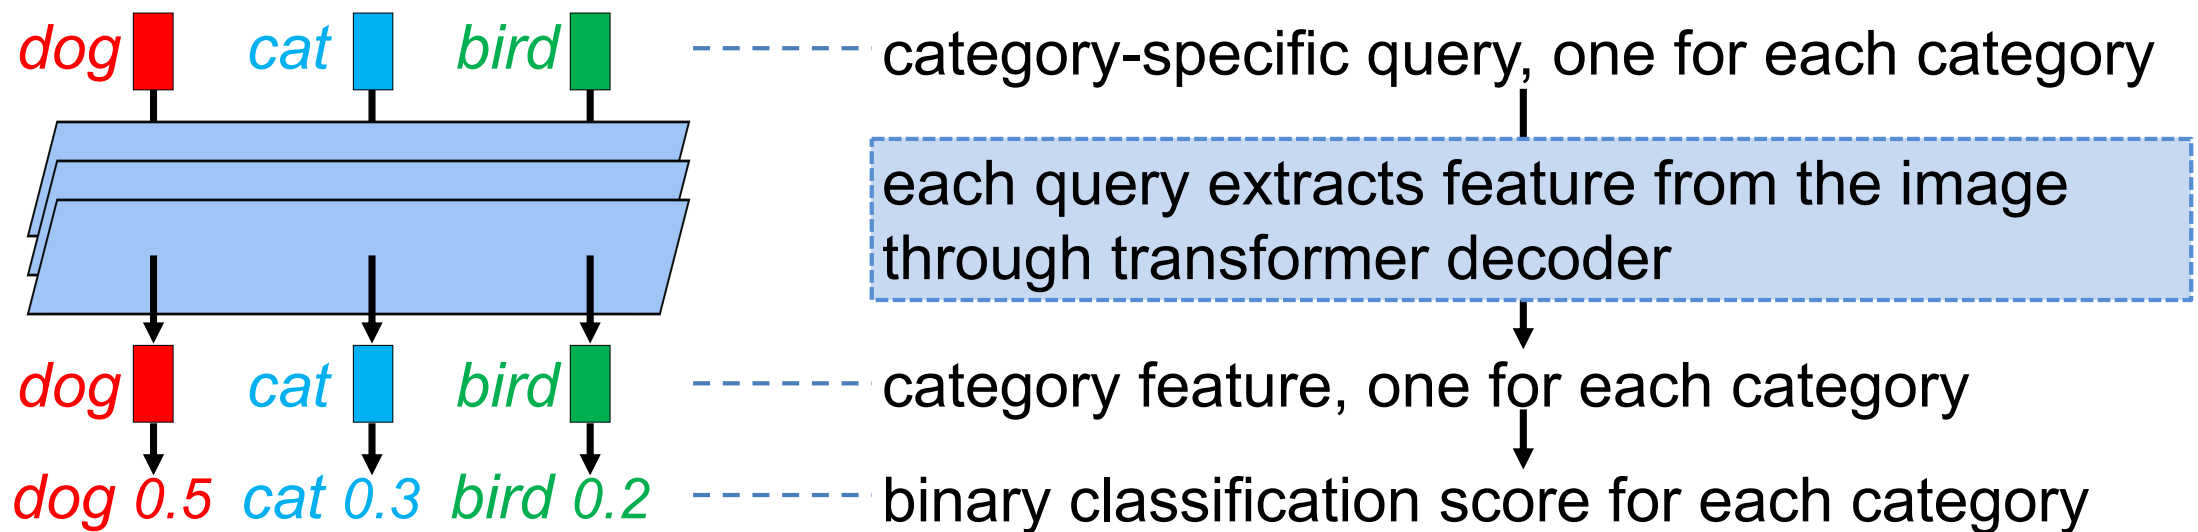 dog cat bird category-specific query, one for each category
each query extracts feature from the image
through transformer decoder
dog cat bird category feature, one for each category
dog 0.5 cat 0.3 bird 0.2 binary classification score for each category